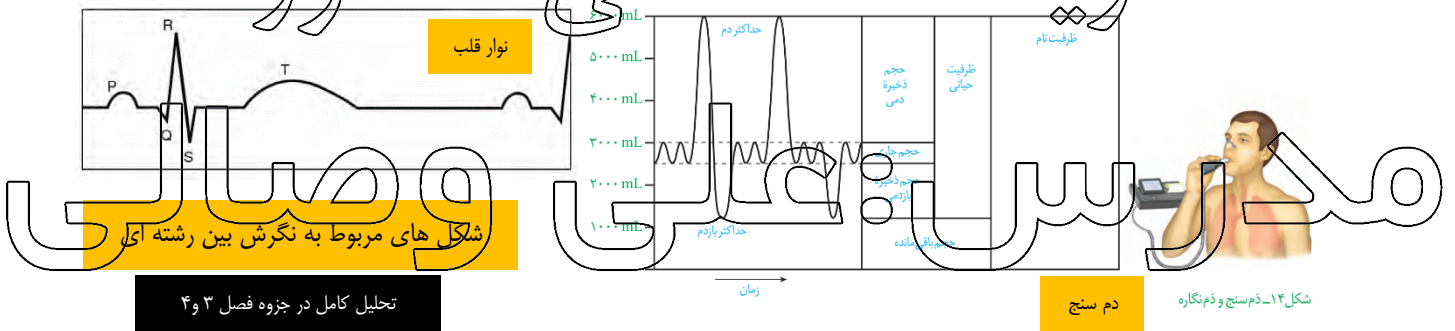 نوار قلب
R
P
T
Q
S
شکل های مربوط به نگرش بین رشته ای
تحلیل کامل در جزوه فصل ۳ و۴
mL
۵۰۰۰ mL
۴۰۰۰ mL
۳۰۰۰ mL
۲۰۰۰ mL
۱۰۰۰ mL
حداکثر دم
حداکثر بازدم
حجم
ذخیرهٔ
دمی
حجم جاری
حجم ذخیرهٔ
بازدمی
ظرفیت
حیاتی
حجم باقی‌مانده
ظرفیت تام
زمان
دم سنج
شکل ۱۴ـ دَم‌سنج و دَم‌نگاره
مدرس:علی وصالی